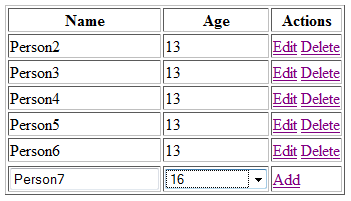 Name Age Actions
Person2 13 Edit Delete
Person3 13 Edit Delete
Person4 13 Edit Delete
Person5 13 Edit Delete
Person6 13 Edit Delete
Person7 16 Add